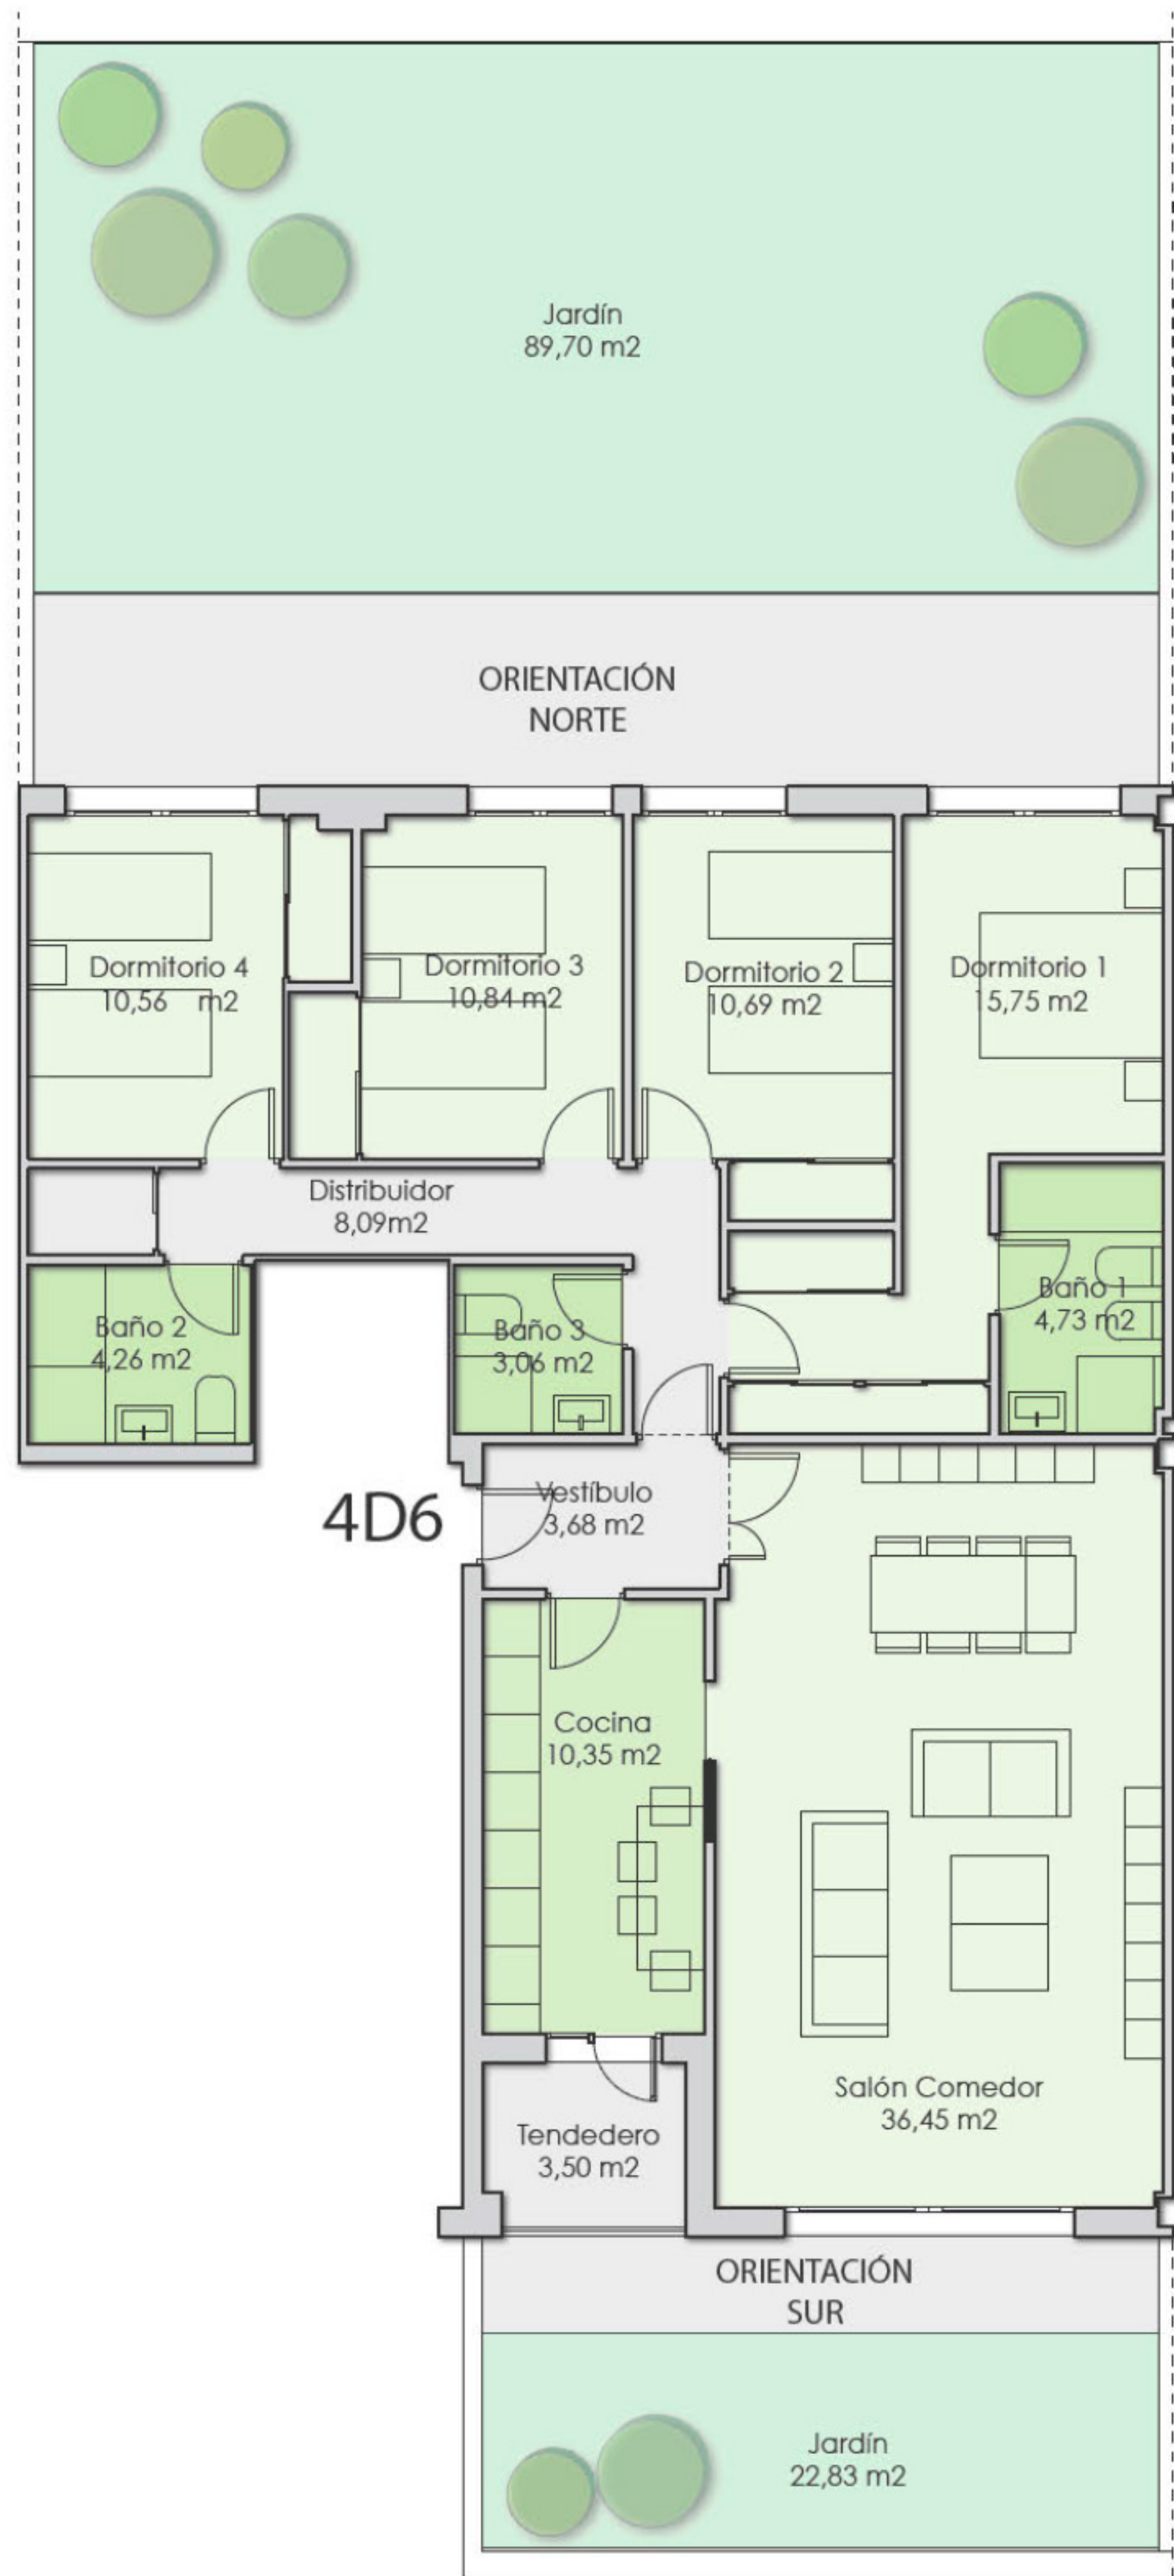 Jardín
89,70 m2
ORIENTACIÓN
NORTE
Dormitorio 4
10,56 m2
Dormitorio 3
10,84 m2
Dormitorio 2
10,69 m2
Dormitorio 1
15,75 m2
Distribuidor
8,09m2
Baño 2
4,26 m2
Baño 3
3,06 m2
Baño 1
4,73 m2
4D6
Vestíbulo
3,68 m2
Cocina
10,35 m2
Salón Comedor
36,45 m2
Tendedero
3,50 m2
ORIENTACIÓN
SUR
Jardín
22,83 m2